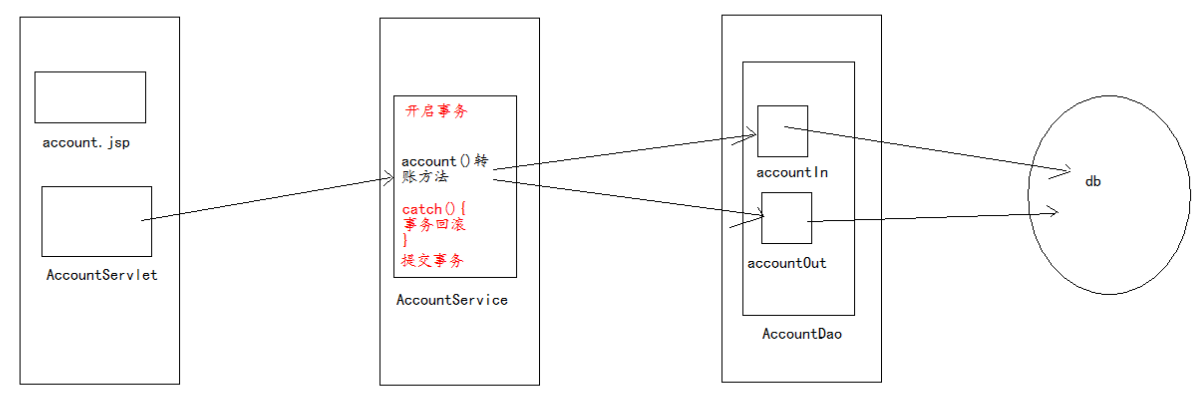 account.jsp
AccountServlet
开启事务
account()转
账方法
catch(){
事务回滚
}
提交事务
AccountService
accountIn
accountOut
AccountDao
db